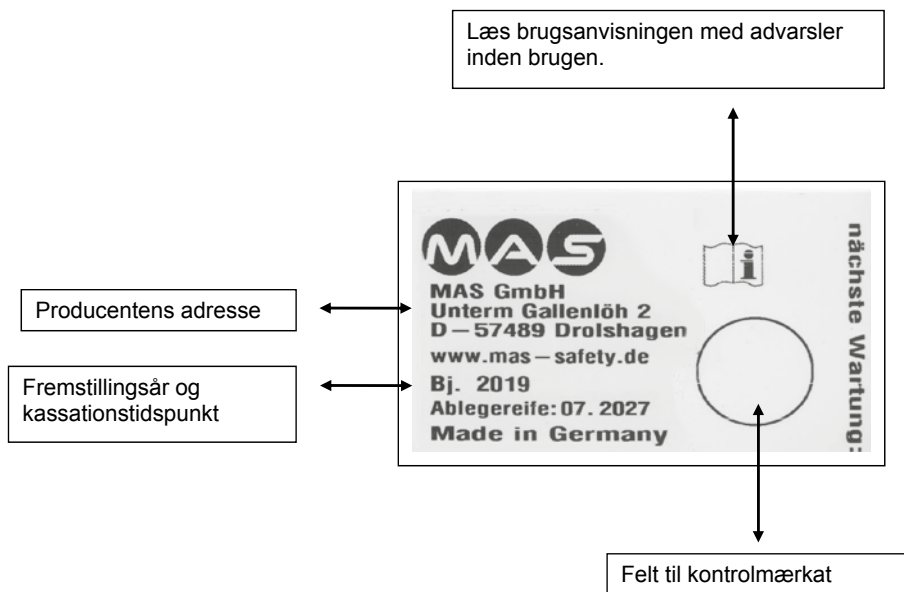 Læs brugsanvisningen med advarsler
inden brugen.
MAS
MAS GmbH
Unterm Gallenlöh 2
D—57489 Drolshagen
www.mas—safety.de
Bj. 2019
Ablegereife: 07. 2027
Made in Germany
nächste Wartung:
Producentens adresse
Fremstillingsår og
kassationstidspunkt
Felt til kontrolmærkat